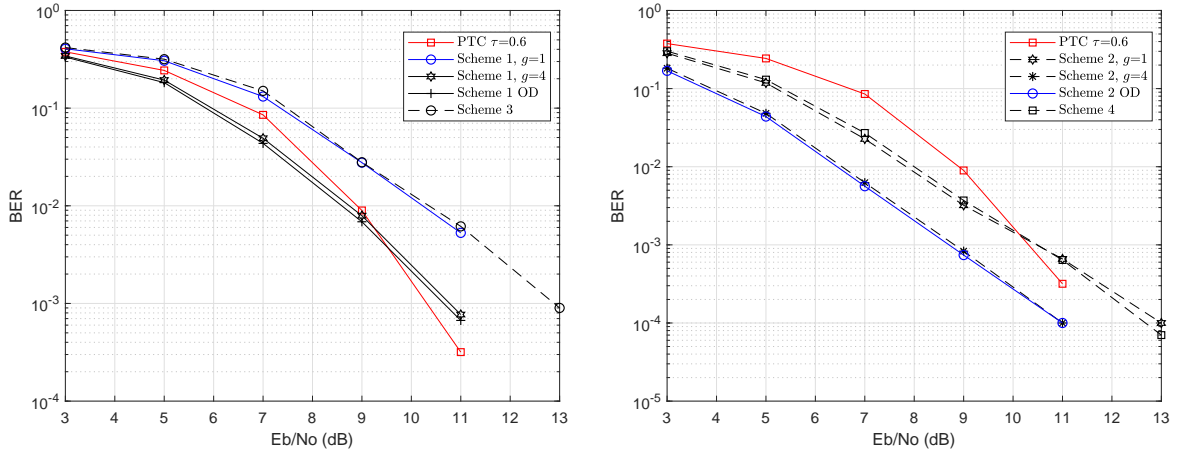 10^0
10^-1
10^-2
10^-3
10^-4
BER
3
4
5
6
7
8
9
10
11
12
13
Eb/No (dB)
PTC τ=0.6
Scheme 1, g=1
Scheme 1, g=4
Scheme 1 OD
Scheme 3
10^0
10^-1
10^-2
10^-3
10^-4
10^-5
BER
3
4
5
6
7
8
9
10
11
12
13
Eb/No (dB)
PTC τ=0.6
Scheme 2, g=1
Scheme 2, g=4
Scheme 2 OD
Scheme 4